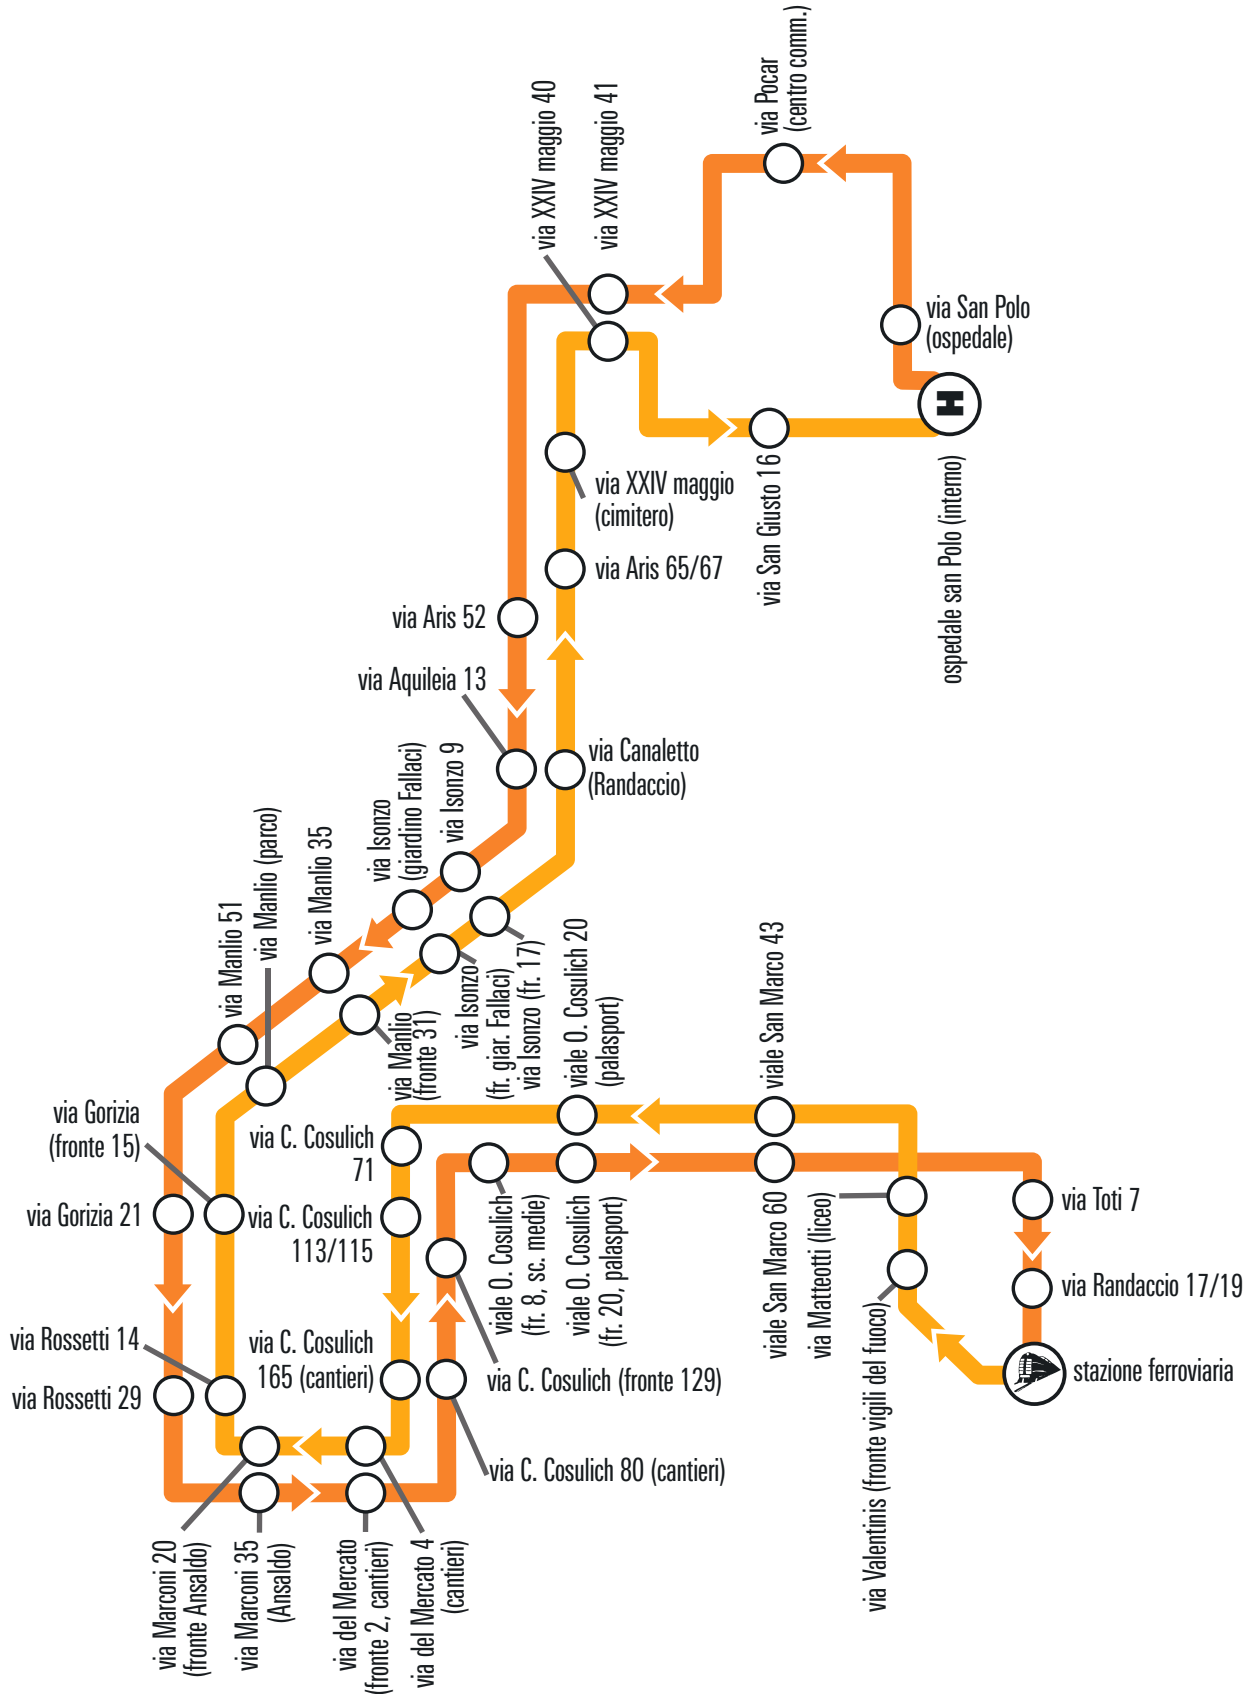 via Pocar
(centro comm.)
via XXIV maggio 40
via XXIV maggio 41
via San Polo
(ospedale)
H
ospedale san Polo (interno)
via San Giusto 16
via XXIV maggio
(cimitero)
via Aris 65/67
via Aris 52
via Aquileia 13
via Canaletto
(Randaccio)
via Isonzo 9
via Isonzo
(giardino Fallaci)
via Manlio 35
via Manlio (parco)
via Manlio 51
via Manlio
(fronte 31)
via Isonzo
(fr. giar. Fallaci)
via Isonzo (fr. 17)
viale O. Cosulich 20
(palasport)
viale San Marco 43
via Gorizia
(fronte 15)
via C. Cosulich
71
via Gorizia 21
via C. Cosulich
113/115
via Toti 7
via Randaccio 17/19
viale O. Cosulich
(fr. 8, sc. medie)
viale O. Cosulich
(fr. 20, palasport)
viale San Marco 60
via Matteotti (liceo)
via Valentinis (fronte vigili del fuoco)
via Rossetti 14
via C. Cosulich
165 (cantieri)
via C. Cosulich (fronte 129)
stazione ferroviaria
via Rossetti 29
via C. Cosulich 80 (cantieri)
via Marconi 20
(fronte Ansaldo)
via Marconi 35
(Ansaldo)
via del Mercato
(fronte 2, cantieri)
via del Mercato 4
(cantieri)